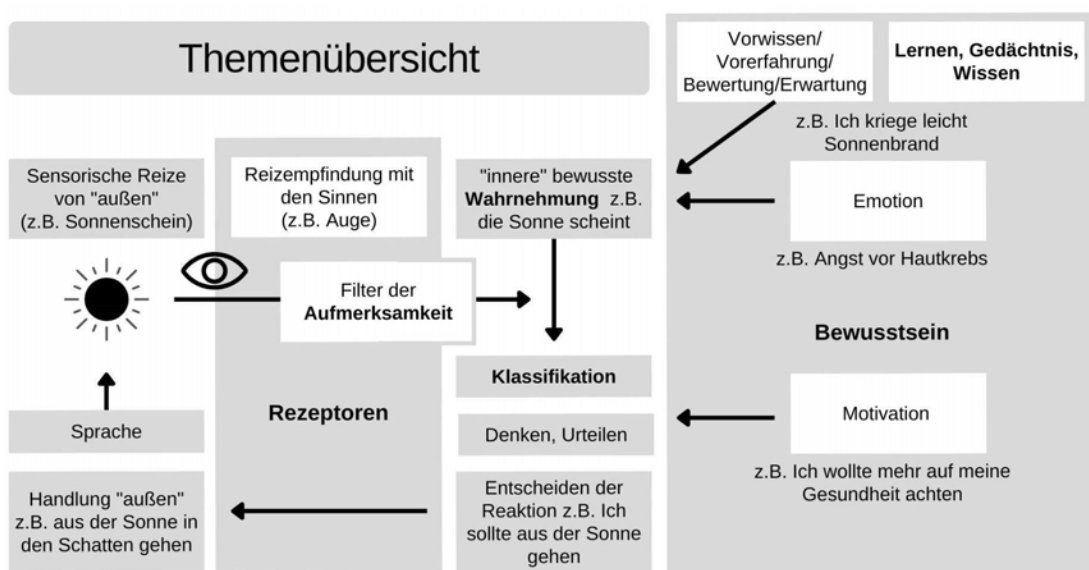 Themenübersicht
Vorwissen/
Vorerfahrung/
Bewertung/Erwartung
Lernen, Gedächtnis,
Wissen
z.B. Ich kriege leicht
Sonnenbrand
Sensorische Reize
von "außen"
(z.B. Sonnenschein)
Reizempfindung mit
den Sinnen
(z.B. Auge)
"innere" bewusste
Wahrnehmung z.B.
die Sonne scheint
Emotion
z.B. Angst vor Hautkrebs
Filter der
Aufmerksamkeit
Bewusstsein
Klassifikation
Rezeptoren
Motivation
Sprache
Denken, Urteilen
z.B. Ich wollte mehr auf meine
Gesundheit achten
Handlung "außen"
z.B. aus der Sonne in
den Schatten gehen
Entscheiden der
Reaktion z.B. Ich
sollte aus der Sonne
gehen